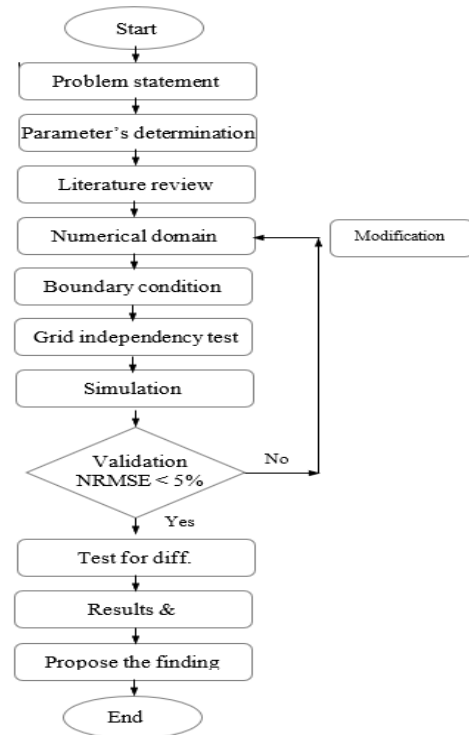 Start
Problem statement
Parameter's determination
Literature review
Numerical domain
Modification
Boundary condition
Grid independency test
Simulation
Validation
NRMSE < 5%
No
Yes
Test for diff.
Results &
Propose the finding
End